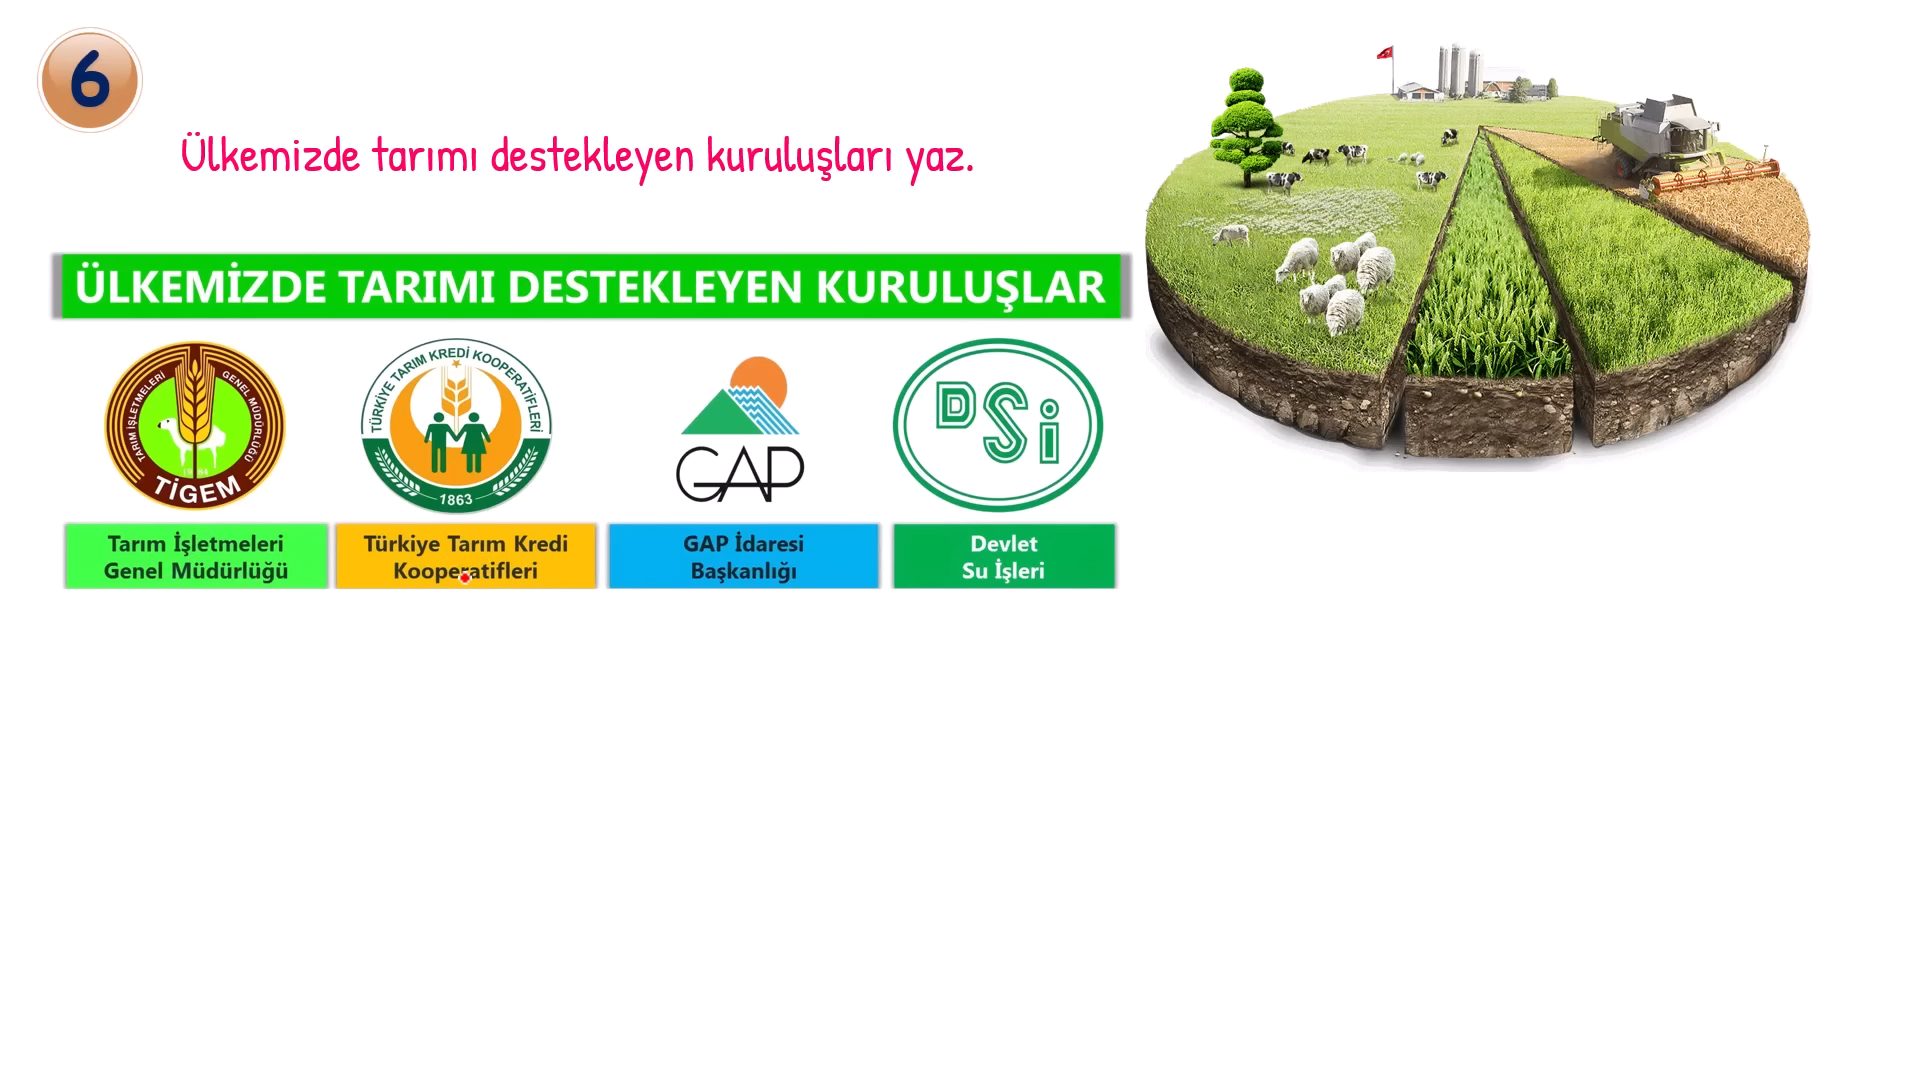 6
Ülkemizde tarımı destekleyen kuruluşları yaz.
ÜLKEMİZDE TARIMI DESTEKLEYEN KURULUŞLAR
TARIM İŞLETMELERİ GENEL MÜDÜRLÜĞÜ
TİGEM
TÜRKİYE TARIM KREDİ KOOPERATİFLERİ
1863
GAP
DSİ
Tarım İşletmeleri
Genel Müdürlüğü
Türkiye Tarım Kredi
Kooperatifleri
GAP İdaresi
Başkanlığı
Devlet
Su İşleri